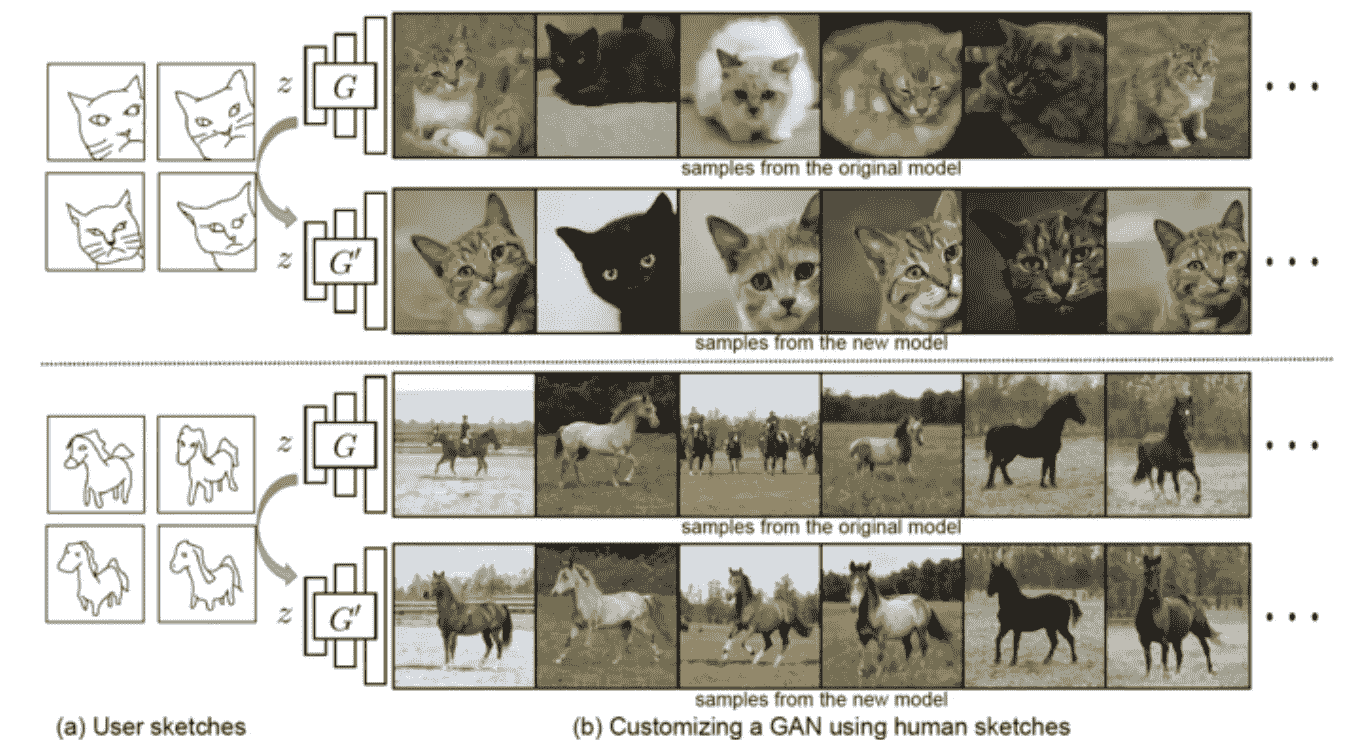 z
G
samples from the original model
z
G'
samples from the new model
z
G
samples from the original model
z
G'
samples from the new model
(a) User sketches
(b) Customizing a GAN using human sketches